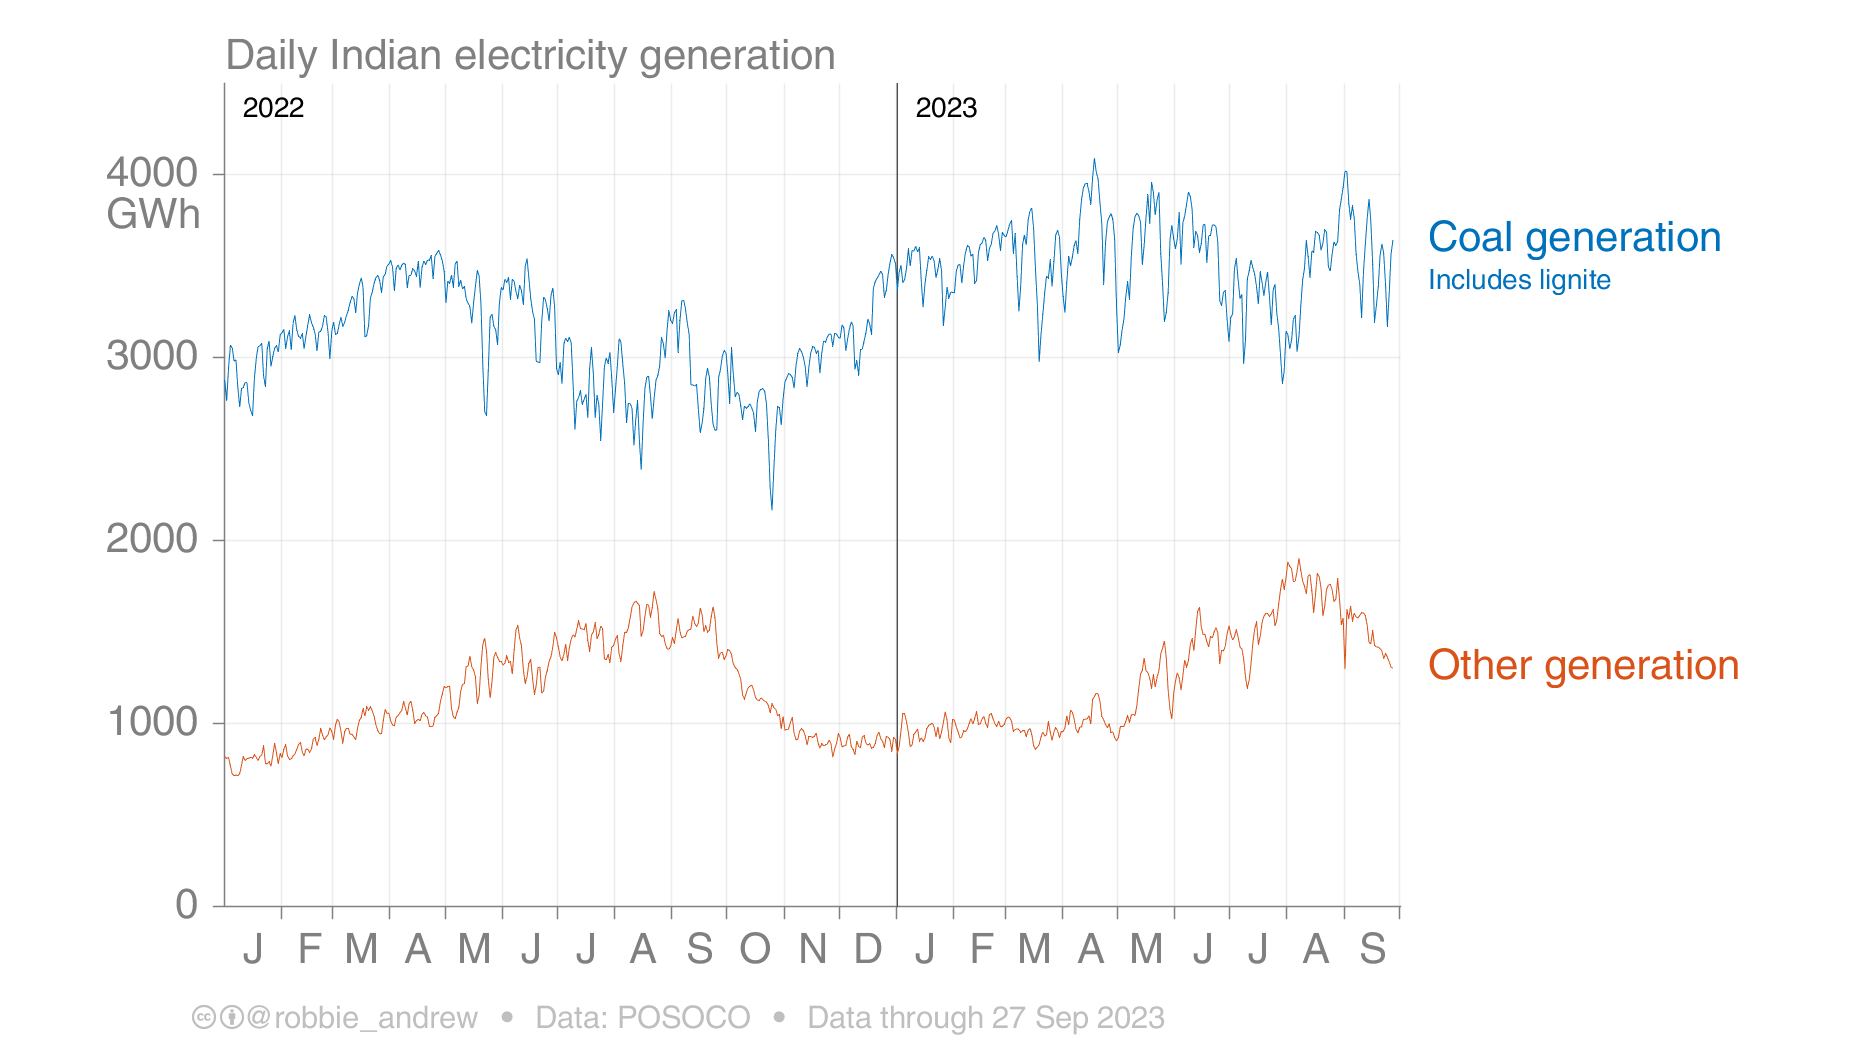 Daily Indian electricity generation
2022
2023
4000
GWh
3000
2000
1000
0
Coal generation
Includes lignite
Other generation
J F M A M J J A S O N D J F M A M J J A S
cc @robbie_andrew • Data: POSOCO • Data through 27 Sep 2023